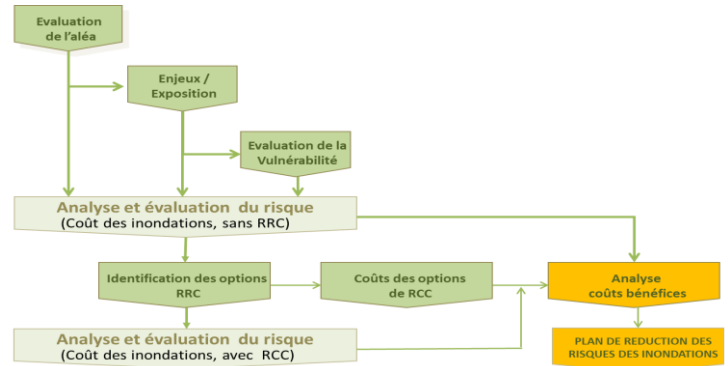 Evaluation
de l'aléa
Enjeux /
Exposition
Evaluation de la
Vulnérabilité
Analyse et évaluation du risque
(Coût des inondations, sans RRC)
Identification des options
RRC
Coûts des options
de RCC
Analyse
coûts bénéfices
Analyse et évaluation du risque
(Coût des inondations, avec RCC)
PLAN DE REDUCTION DES
RISQUES DES INONDATIONS